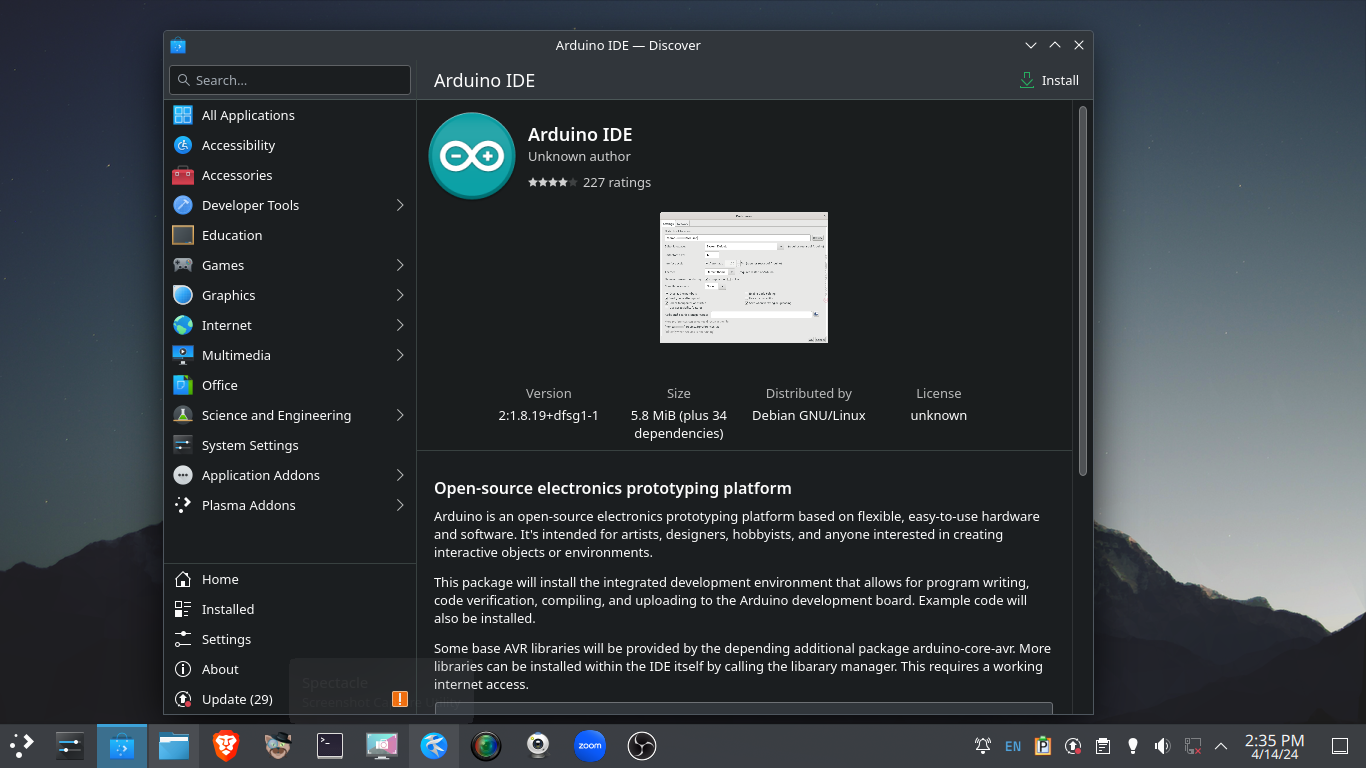 Arduino IDE — Discover
Search...
Arduino IDE
Install
All Applications
Accessibility
Accessories
Developer Tools
Education
Games
Graphics
Internet
Multimedia
Office
Science and Engineering
System Settings
Application Addons
Plasma Addons
Home
Installed
Settings
About
Update (29)
Arduino IDE
Unknown author
227 ratings
Version
2:1.8.19+dfsg1-1
Size
5.8 MiB (plus 34
dependencies)
Distributed by
Debian GNU/Linux
License
unknown
Open-source electronics prototyping platform
Arduino is an open-source electronics prototyping platform based on flexible, easy-to-use hardware
and software. It's intended for artists, designers, hobbyists, and anyone interested in creating
interactive objects or environments.
This package will install the integrated development environment that allows for program writing,
code verification, compiling, and uploading to the Arduino development board. Example code will
also be installed.
Some base AVR libraries will be provided by the depending additional package arduino-core-avr. More
libraries can be installed within the IDE itself by calling the libarary manager. This requires a working
internet access.
Spectacle
Screenshot Capture Utility
zoom
EN
2:35 PM
4/14/24